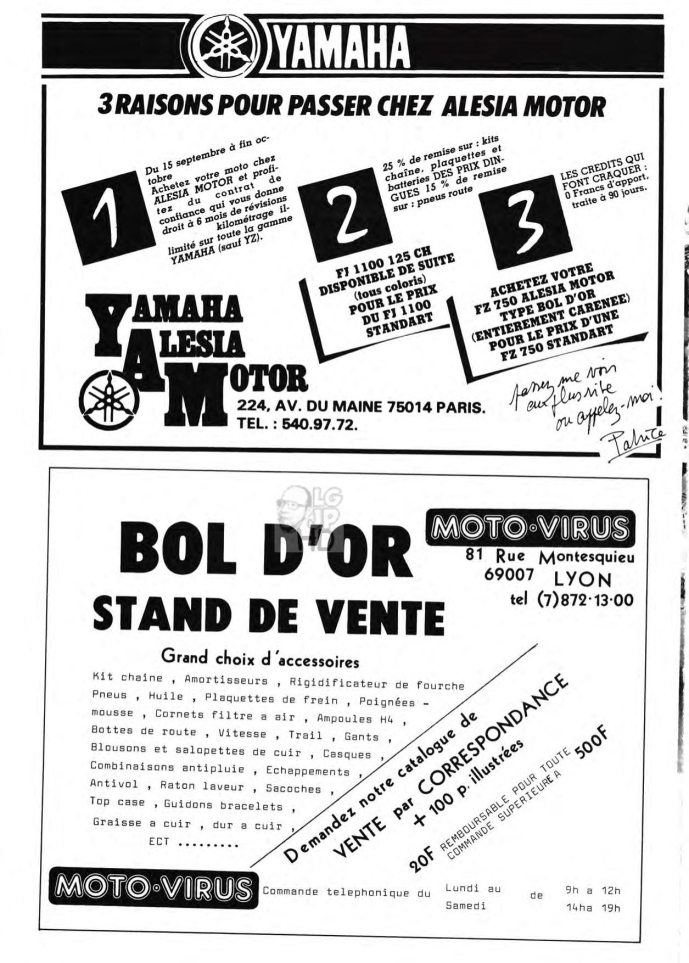 YAMAHA
3 RAISONS POUR PASSER CHEZ ALESIA MOTOR
1
Du 15 septembre à fin oc-
tobre
Achetez votre moto chez
ALESIA MOTOR et profi-
tez du contrat de
confiance qui vous donne
droit à 6 mois de révisions
kilométrage il-
limité sur toute la gamme
YAMAHA (sauf YZ).
2
25 % de remise sur : kits
chaîne, plaquettes et
batteries DES PRIX DIN-
GUES 15 % de remise
sur : pneus route
3
LES CREDITS QUI
FONT CRAQUER :
0 Francs d'apport,
traite à 90 jours.
FJ 1100 125 CH
DISPONIBLE DE SUITE
(tous coloris)
POUR LE PRIX
DU FJ 1100
STANDART
ACHETEZ VOTRE
FZ 750 ALESIA MOTOR
TYPE BOL D'OR
(ENTIEREMENT CARENEE)
POUR LE PRIX D'UNE
FZ 750 STANDART
YAMAHA
ALESIA
MOTOR
224, AV. DU MAINE 75014 PARIS.
TEL. : 540.97.72.
passez me voir
au plus vite
ou appelez-moi !
Patrice
LG
JP
BOL D'OR
STAND DE VENTE
MOTO•VIRUS
81 Rue Montesquieu
69007 LYON
tel (7)872·13·00
Grand choix d'accessoires
Kit chaine , Amortisseurs , Rigidificateur de fourche
Pneus , Huile , Plaquettes de frein , Poignées -
mousse , Cornets filtre a air , Ampoules H4 ,
Bottes de route , Vitesse , Trail , Gants ,
Blousons et salopettes de cuir , Casques ,
Combinaisons antipluie , Echappements ,
Antivol , Raton laveur , Sacoches ,
Top case , Guidons bracelets ,
Graisse a cuir , dur a cuir ,
ECT .........
Demandez notre catalogue de
VENTE par CORRESPONDANCE
+ 100 p. illustrées
20F REMBOURSABLE POUR TOUTE
COMMANDE SUPERIEURE A 500F
MOTO•VIRUS
Commande telephonique du Lundi au de 9h a 12h
Samedi 14ha 19h